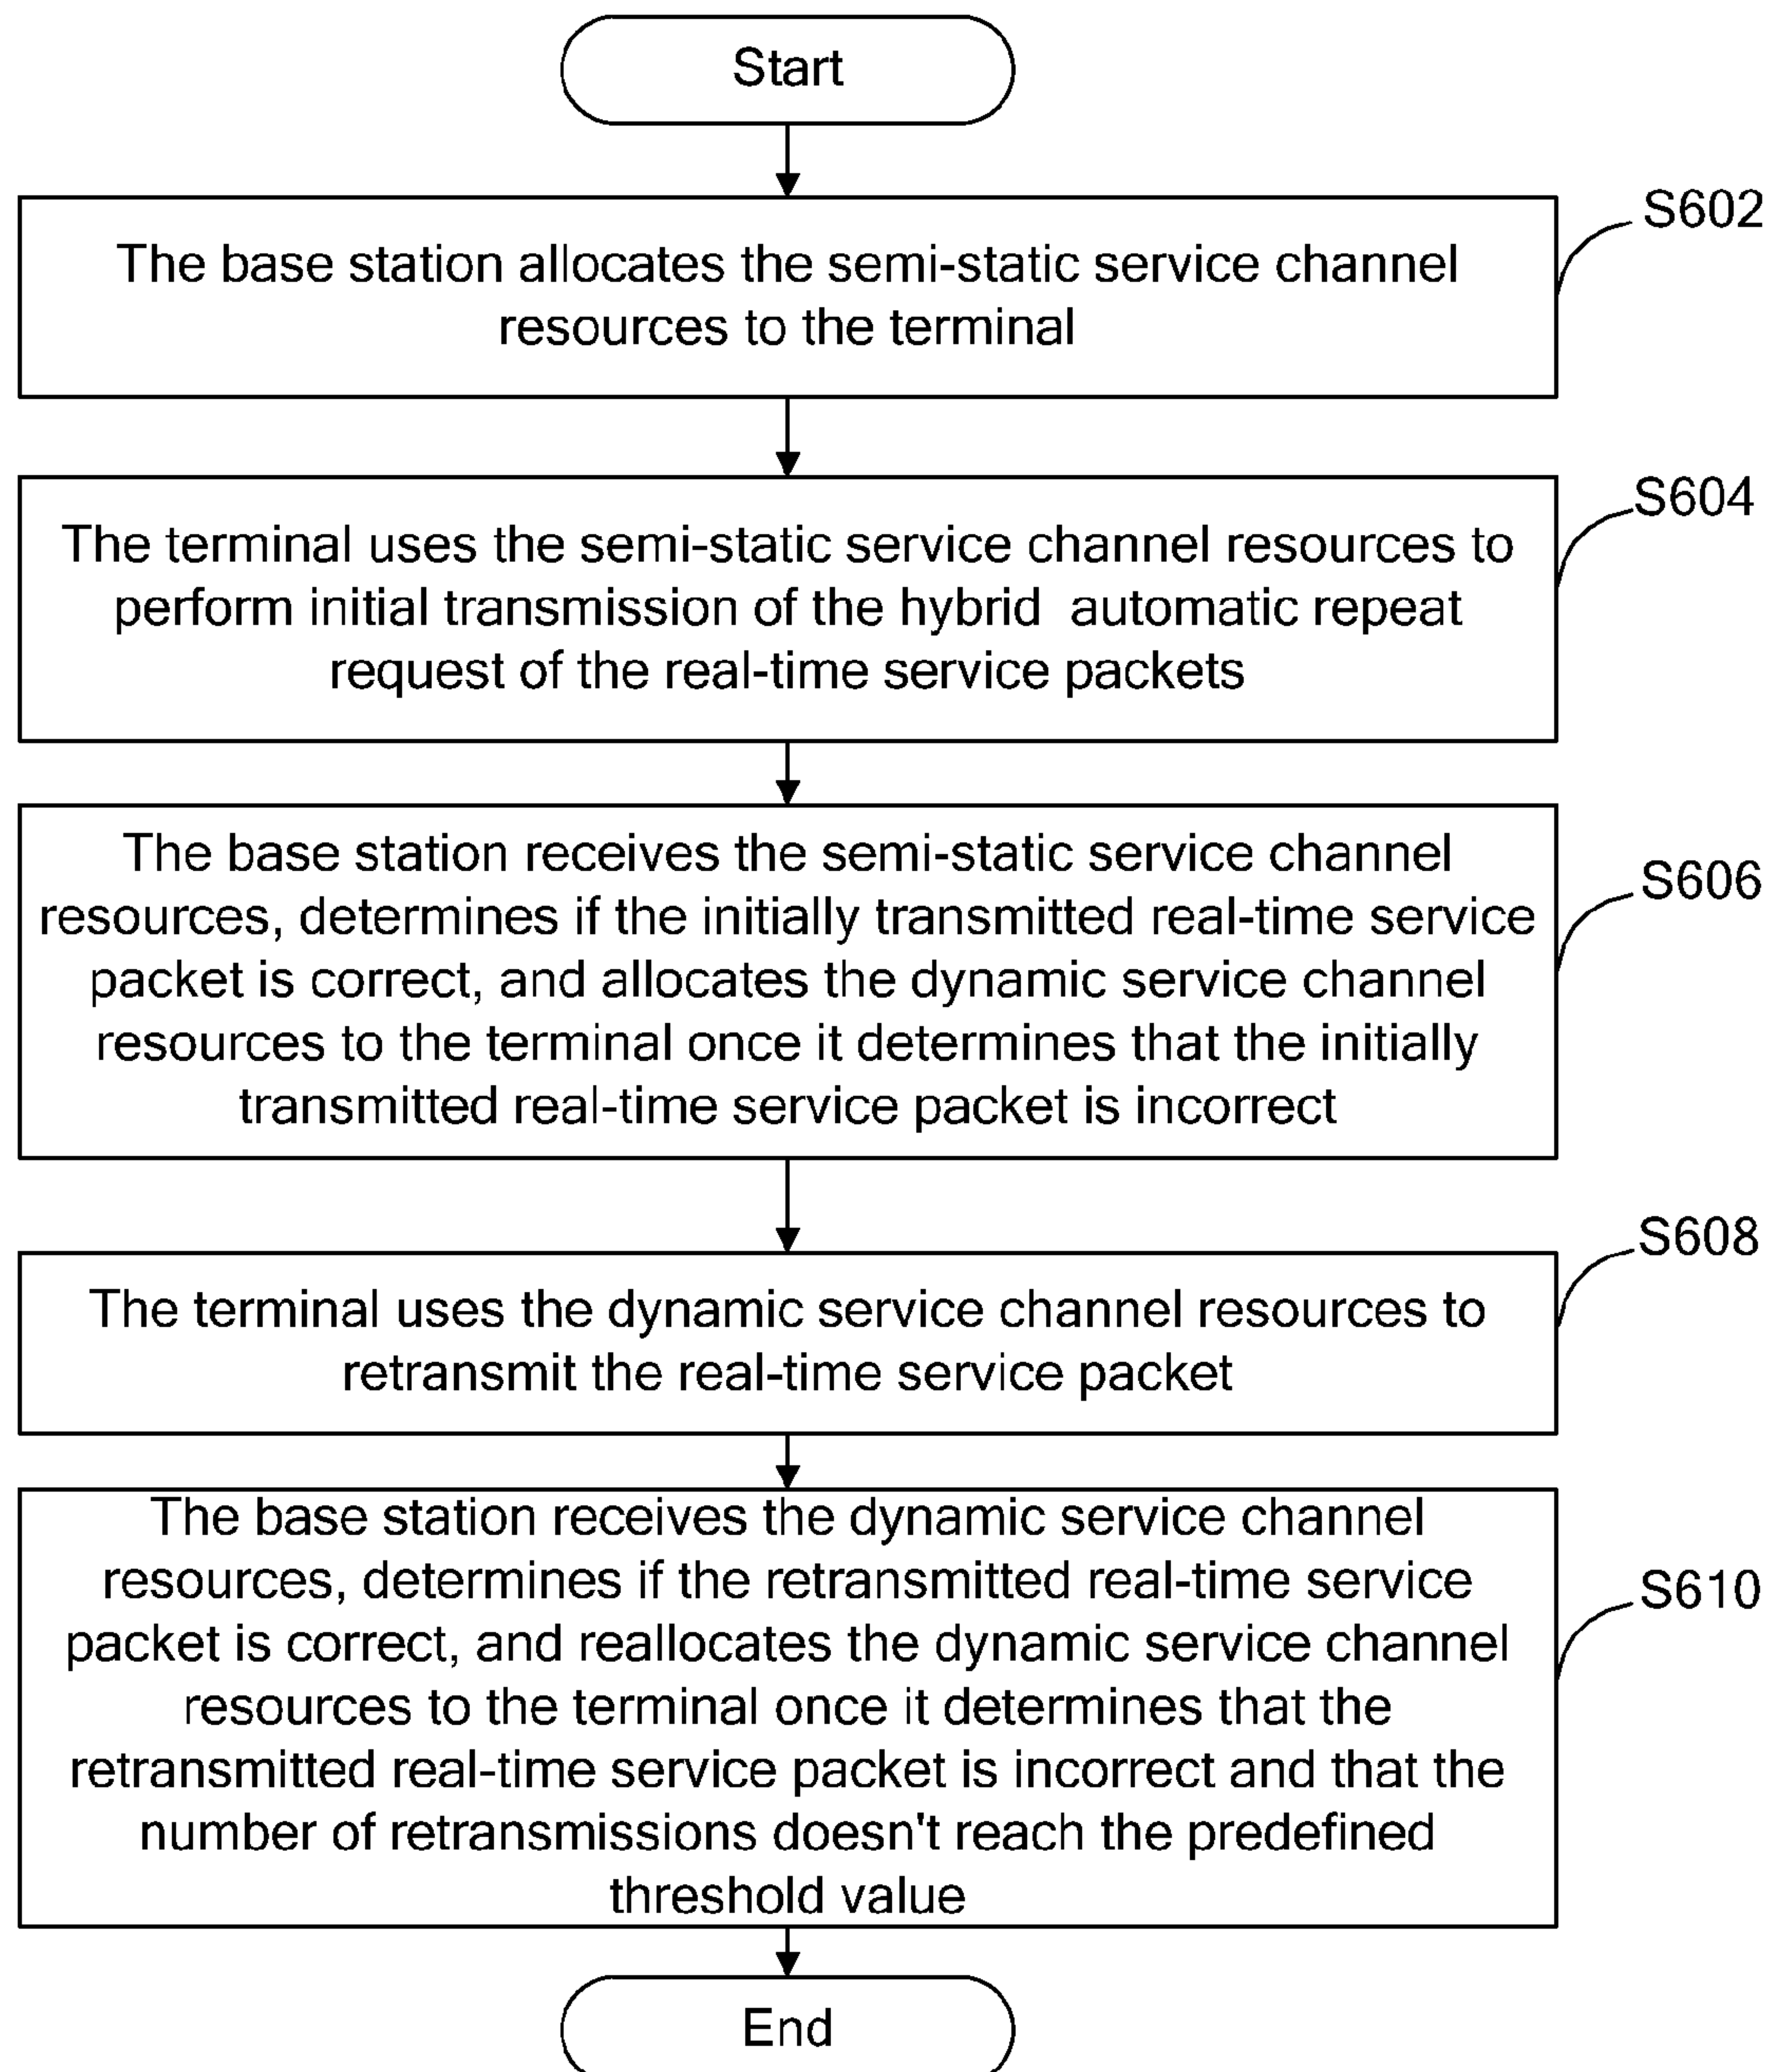 Start
S602
The base station allocates the semi-static service channel
resources to the terminal
S604
The terminal uses the semi-static service channel resources to
perform initial transmission of the hybrid automatic repeat
request of the real-time service packets
The base station receives the semi-static service channel
S606
resources, determines if the initially transmitted real-time service
packet is correct, and allocates the dynamic service channel
resources to the terminal once it determines that the initially
transmitted real-time service packet is incorrect
S608
The terminal uses the dynamic service channel resources to
retransmit the real-time service packet
The base station receives the dynamic service channel
resources, determines if the retransmitted real-time service
S610
packet is correct, and reallocates the dynamic service channel
resources to the terminal once it determines that the
retransmitted real-time service packet is incorrect and that the
number of retransmissions doesn't reach the predefined
threshold value
End